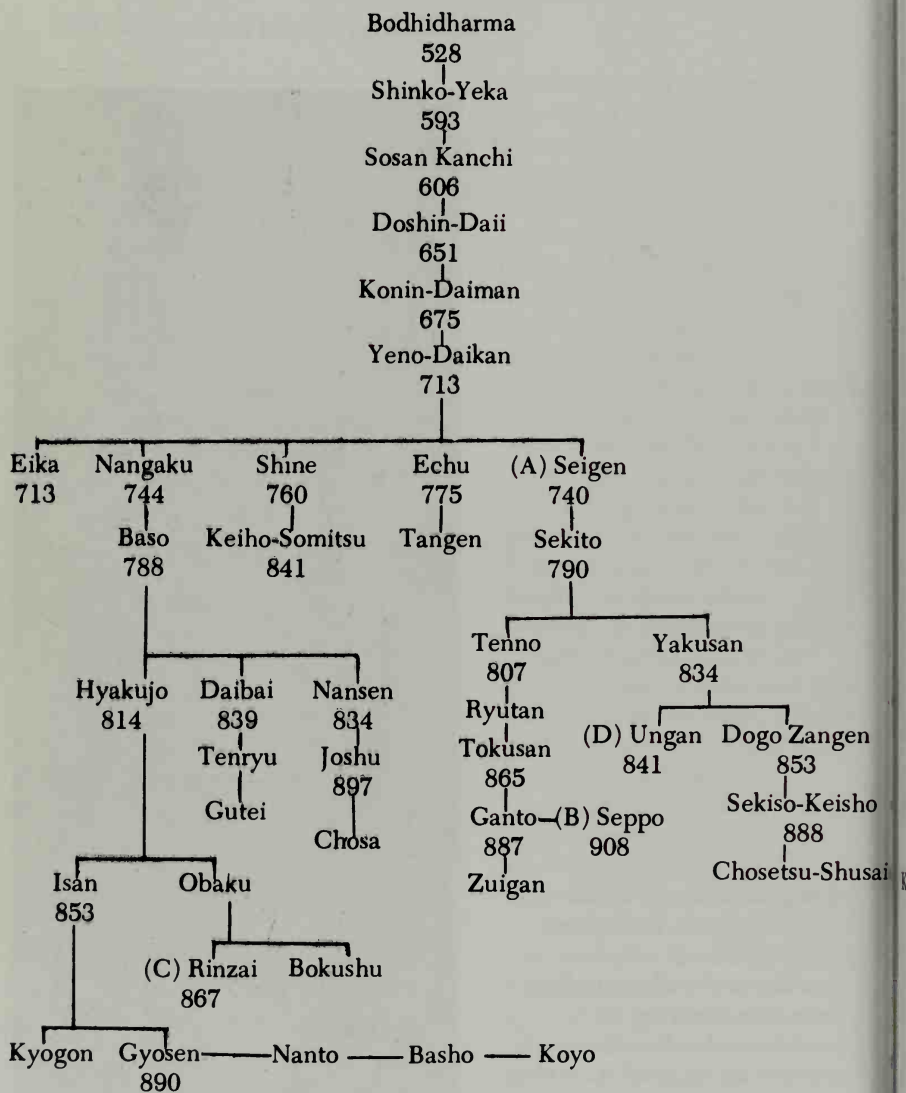 Bodhidharma
528
Shinko-Yeka
593
Sosan Kanchi
606
Doshin-Daii
651
Konin-Daiman
675
Yeno-Daikan
713
Eika Nangaku Shine Echu (A) Seigen
713 744 760 775 740
Baso Keiho-Somitsu Tangen Sekito
788 841 790
Tenno Yakusan
807 834
Hyakujo Daibai Nansen
814 839 834
Ryutan
Tokusan (D) Ungan Dogo Zangen
865 841 853
Tenryu Joshu
897
Gutei
Chosa
Sekiso-Keisho
888
Ganto (B) Seppo
887 908
Zuigan
Chosetsu-Shusai
Isan Obaku
853
(C) Rinzai Bokushu
867
Kyogon Gyosen Nanto Basho Koyo
890